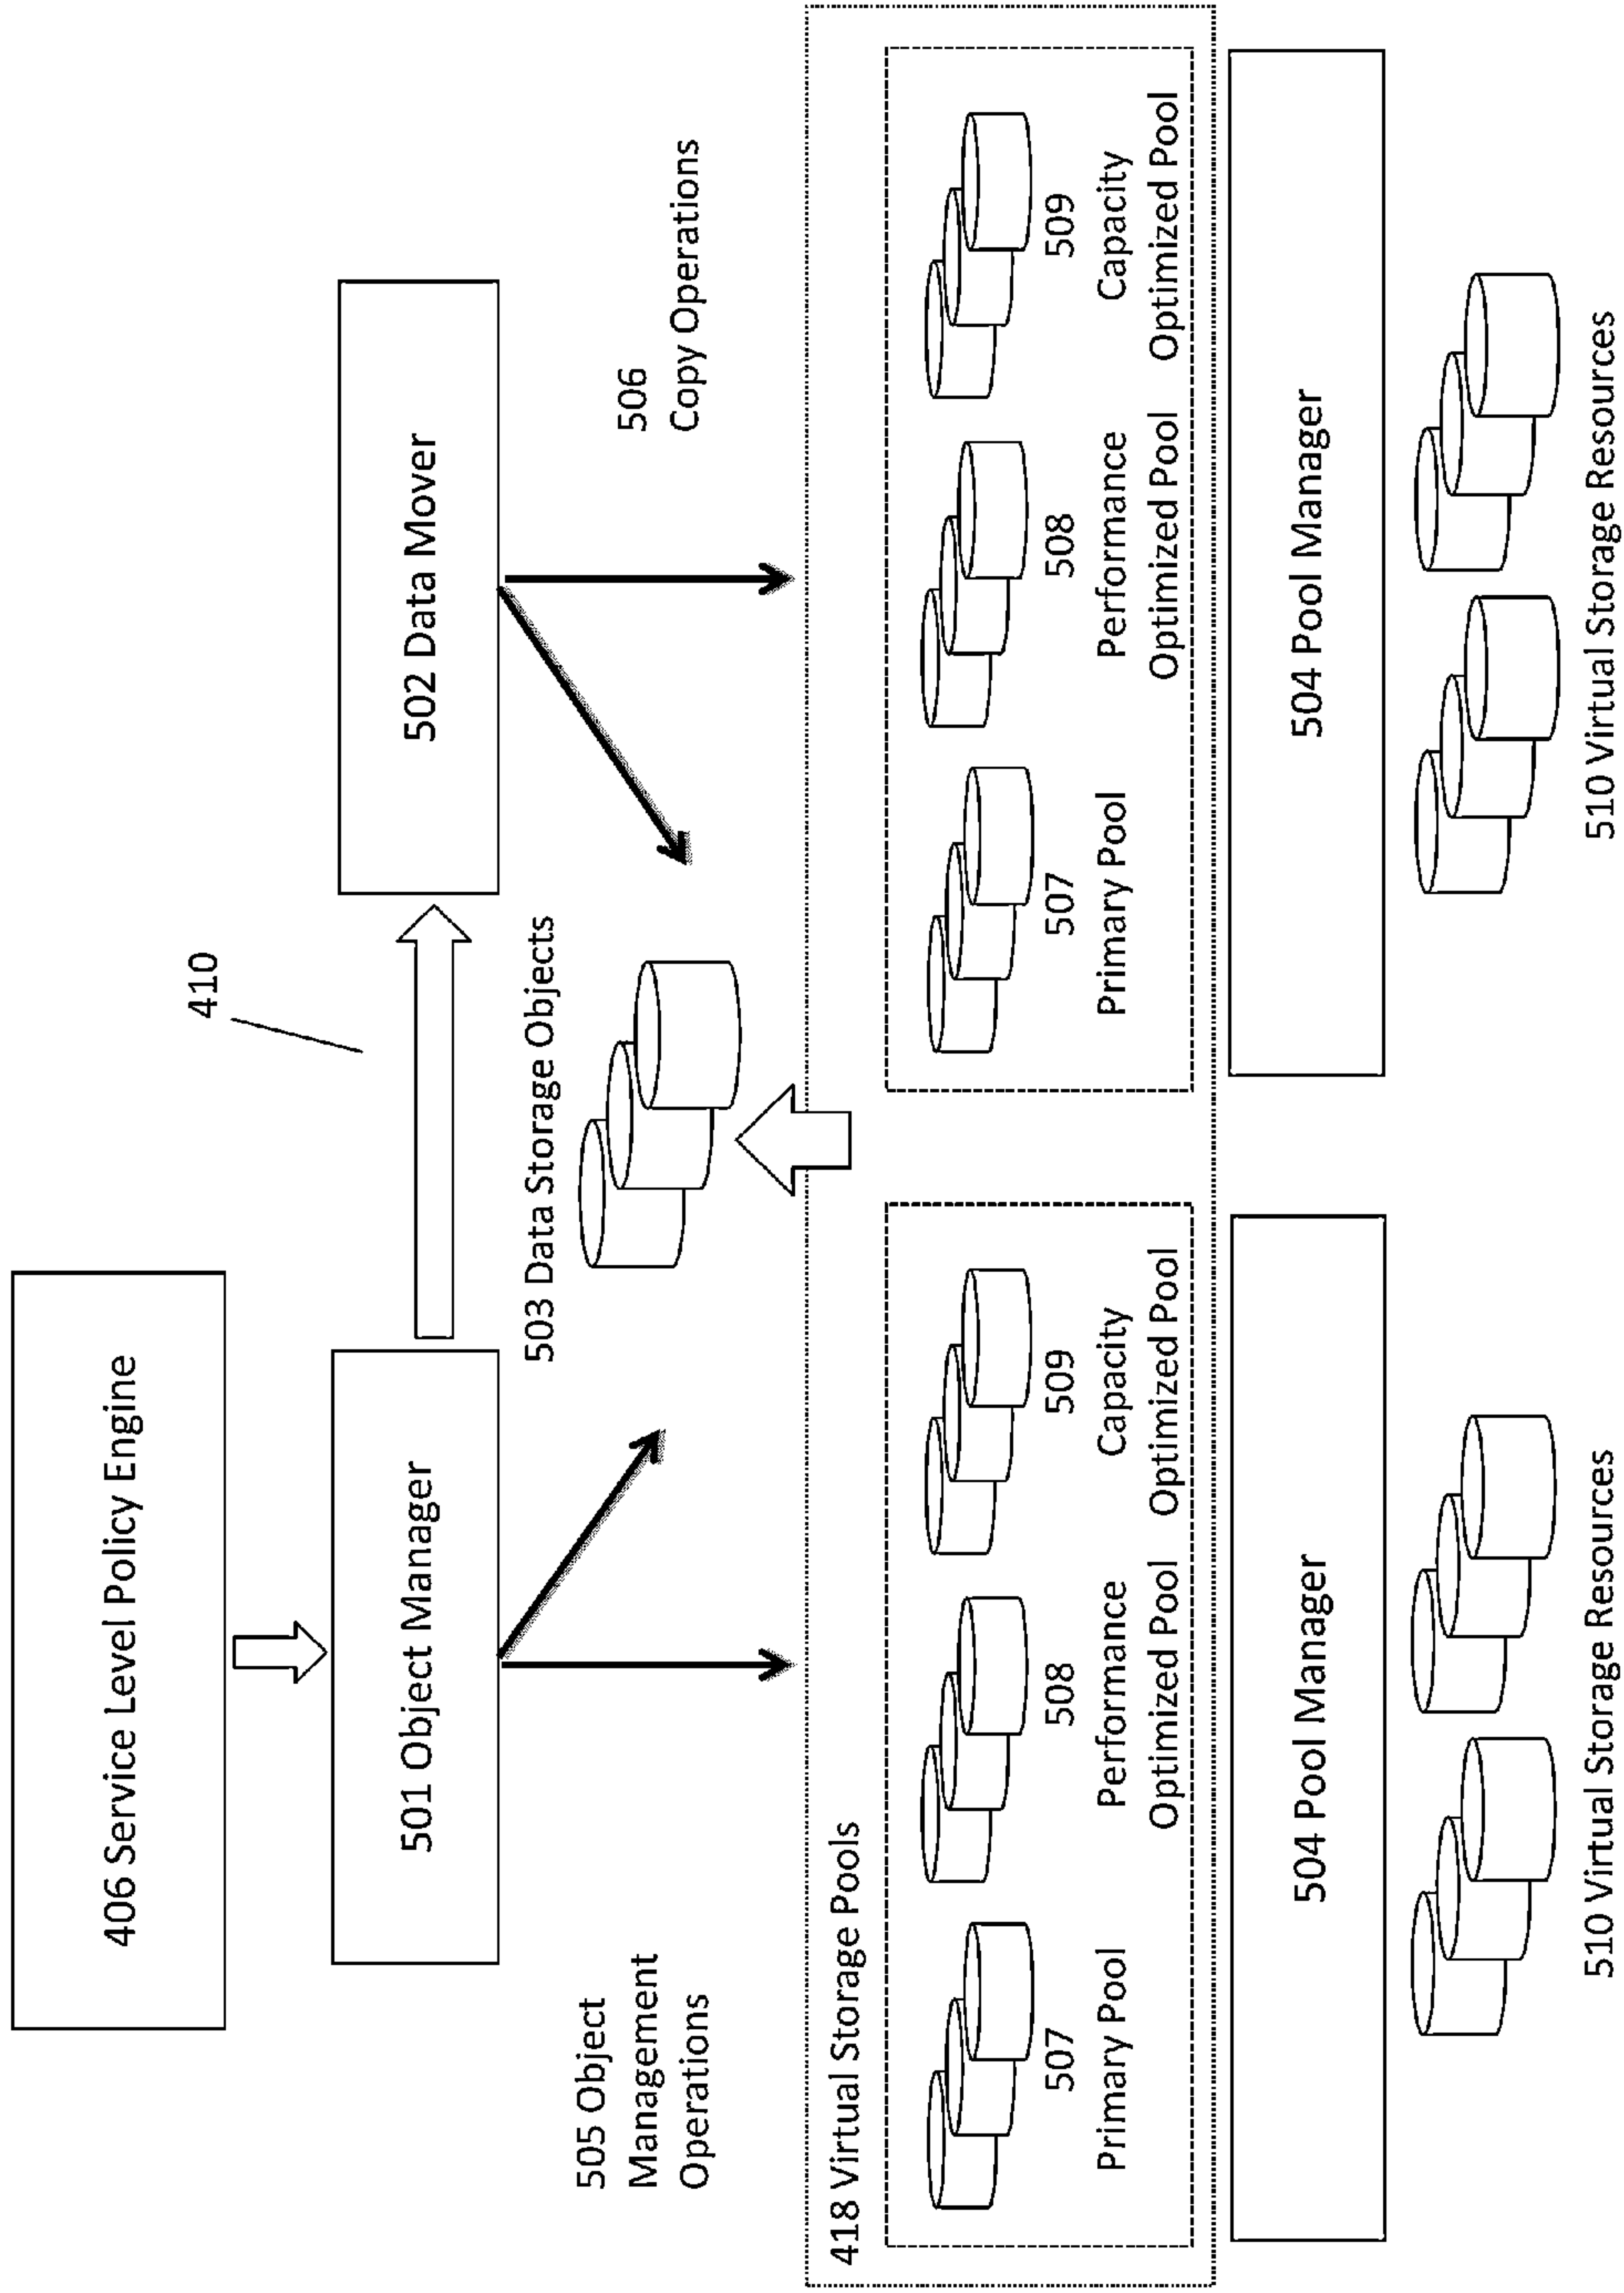 406 Service Level Policy Engine
501 Object Manager
410
502 Data Mover
505 Object
Management
Operations
503 Data Storage Objects
506
Copy Operations
418 Virtual Storage Pools
507
Primary Pool
508
Performance
Optimized Pool
509
Capacity
Optimized Pool
507
Primary Pool
508
Performance
Optimized Pool
509
Capacity
Optimized Pool
504 Pool Manager
504 Pool Manager
510 Virtual Storage Resources
510 Virtual Storage Resources